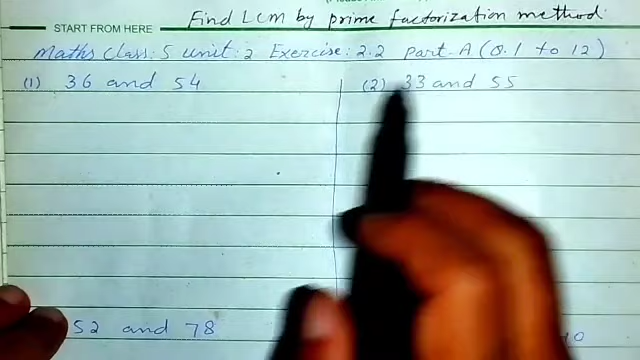 Find LCM by prime factorization method
START FROM HERE
Maths Class: 5 unit: 2 Exercise: 2.2 part-A (Q.1 to 12)
(1) 36 and 54
(2) 33 and 55
52 and 78